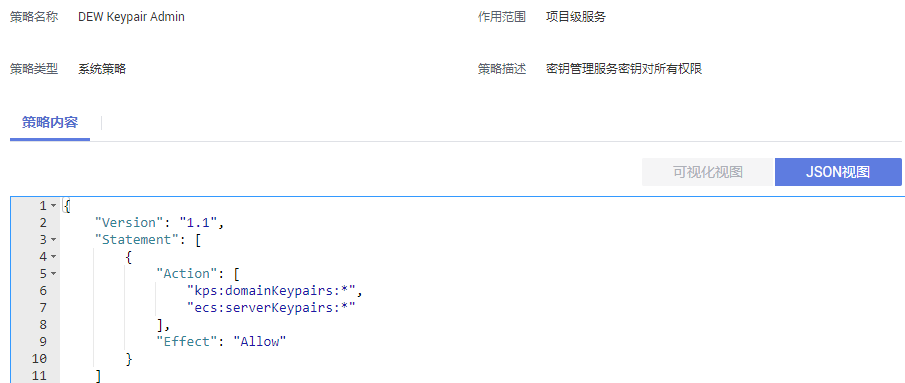 策略名称 DEW Keypair Admin 作用范围 项目级服务
策略类型 系统策略 策略描述 密钥管理服务密钥对所有权限
策略内容
可视化视图 JSON视图
1 {
2 "Version": "1.1",
3 "Statement": [
4 {
5 "Action": [
6 "kps:domainKeypairs:*",
7 "ecs:serverKeypairs:*"
8 ],
9 "Effect": "Allow"
10 }
11 ]